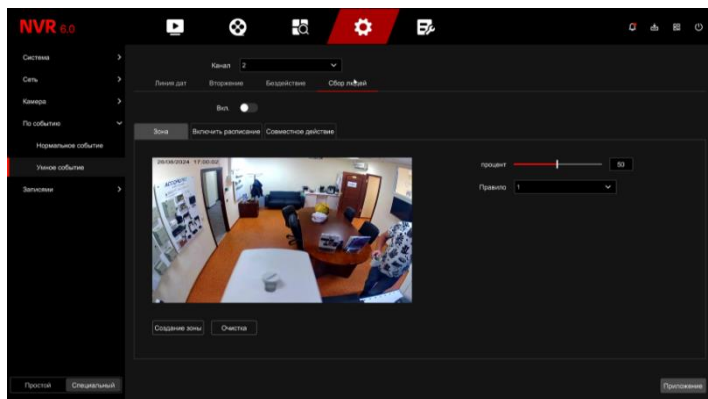 NVR 6.0
Система
Сеть
Камера
По событию
Нормальное событие
Умное событие
Записями
Простой
Специальный
Канал 2
Линия дат
Вторжение
Бездействие
Сбор людей
Вкл.
Зона
Включить расписание
Совместное действие
28/08/2024 17:00:02
процент 50
Правило 1
Создание зоны
Очистка
Приложение